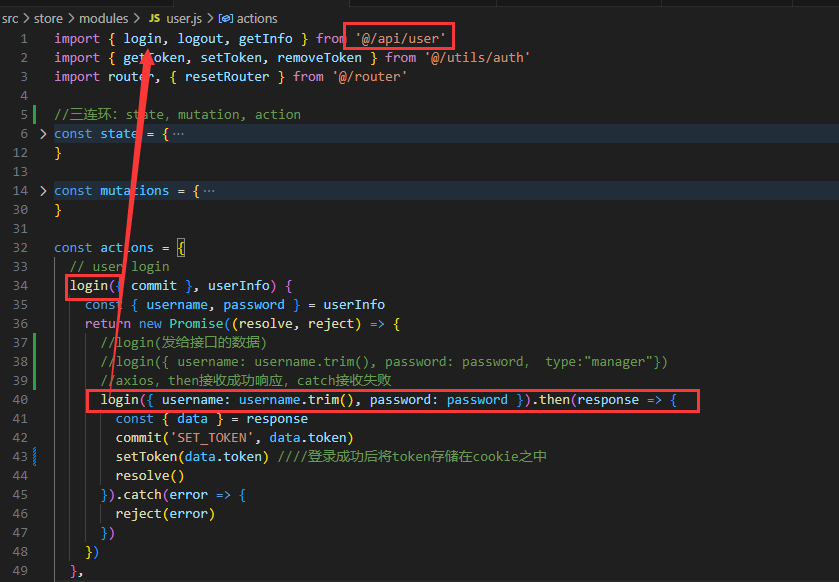 src > store > modules > JS user.js > actions
1 import { login, logout, getInfo } from '@/api/user'
2 import { getToken, setToken, removeToken } from '@/utils/auth'
3 import router, { resetRouter } from '@/router'
4
5 //三连环: state, mutation, action
6 const state = { ···
12 }
13
14 const mutations = { ···
30 }
31
32 const actions = {
33 // user login
34 login({ commit }, userInfo) {
35 const { username, password } = userInfo
36 return new Promise((resolve, reject) => {
37 //login(发给接口的数据)
38 //login({ username: username.trim(), password: password, type:"manager"})
39 //axios, then接收成功响应, catch接收失败
40 login({ username: username.trim(), password: password }).then(response => {
41 const { data } = response
42 commit('SET_TOKEN', data.token)
43 setToken(data.token) ////登录成功后将token存储在cookie之中
44 resolve()
45 }).catch(error => {
46 reject(error)
47 })
48 })
49 },